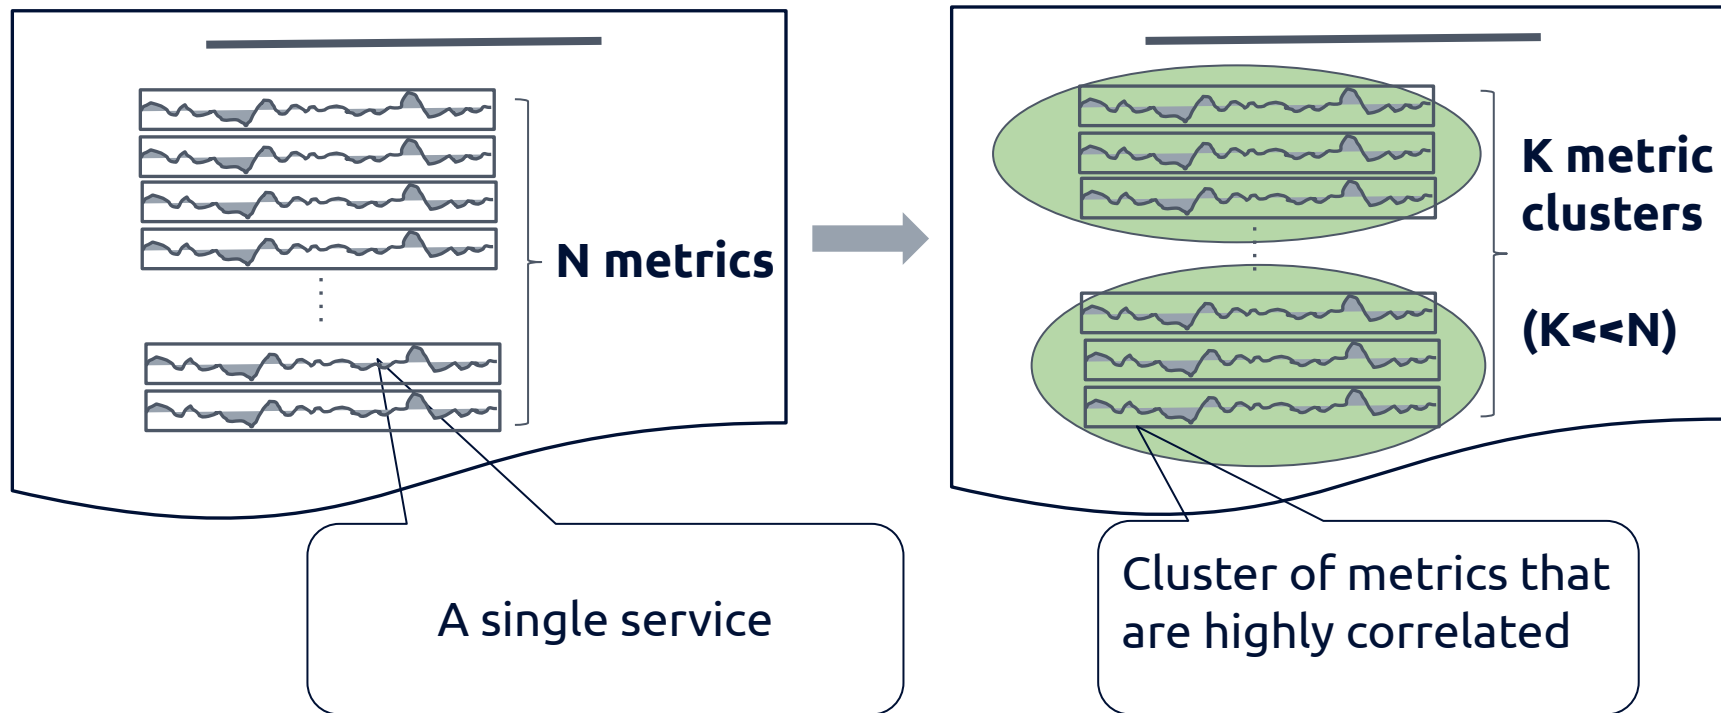 N metrics
K metric
clusters
(K<<N)
A single service
Cluster of metrics that
are highly correlated